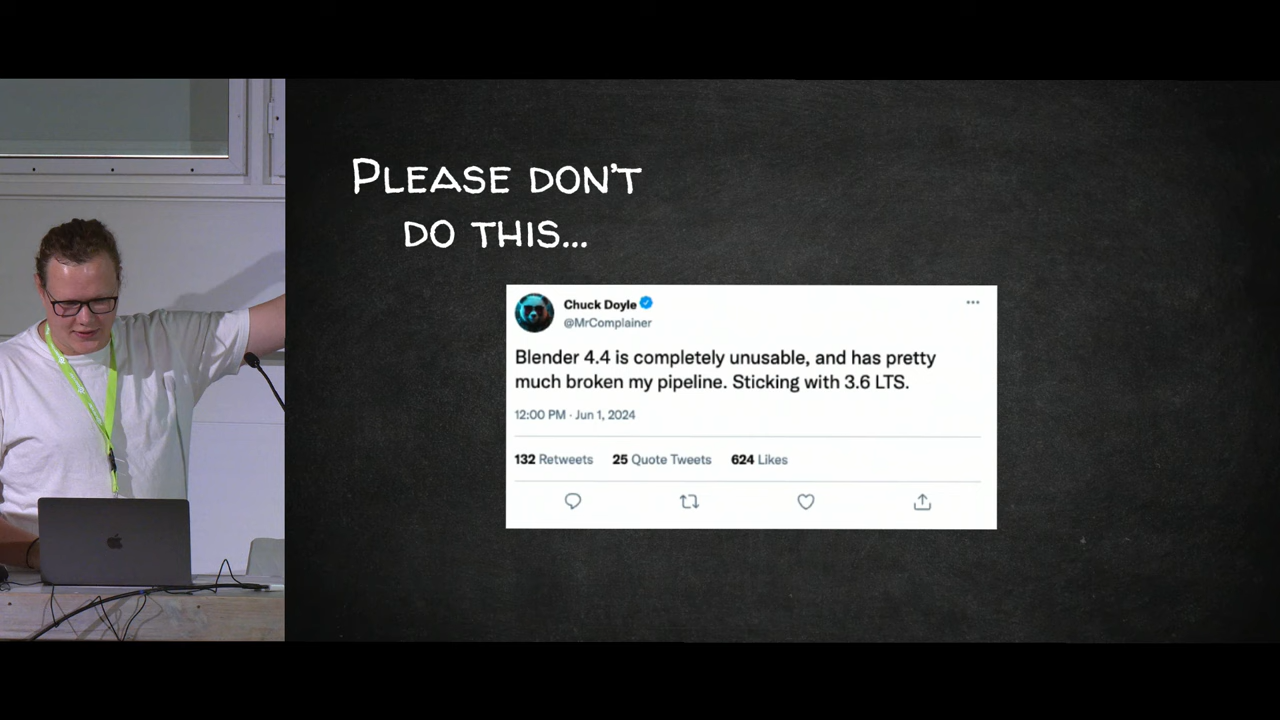 PLEASE DON'T
DO THIS...
Chuck Doyle
@MrComplainer
Blender 4.4 is completely unusable, and has pretty
much broken my pipeline. Sticking with 3.6 LTS.
12:00 PM · Jun 1, 2024
132 Retweets 25 Quote Tweets 624 Likes